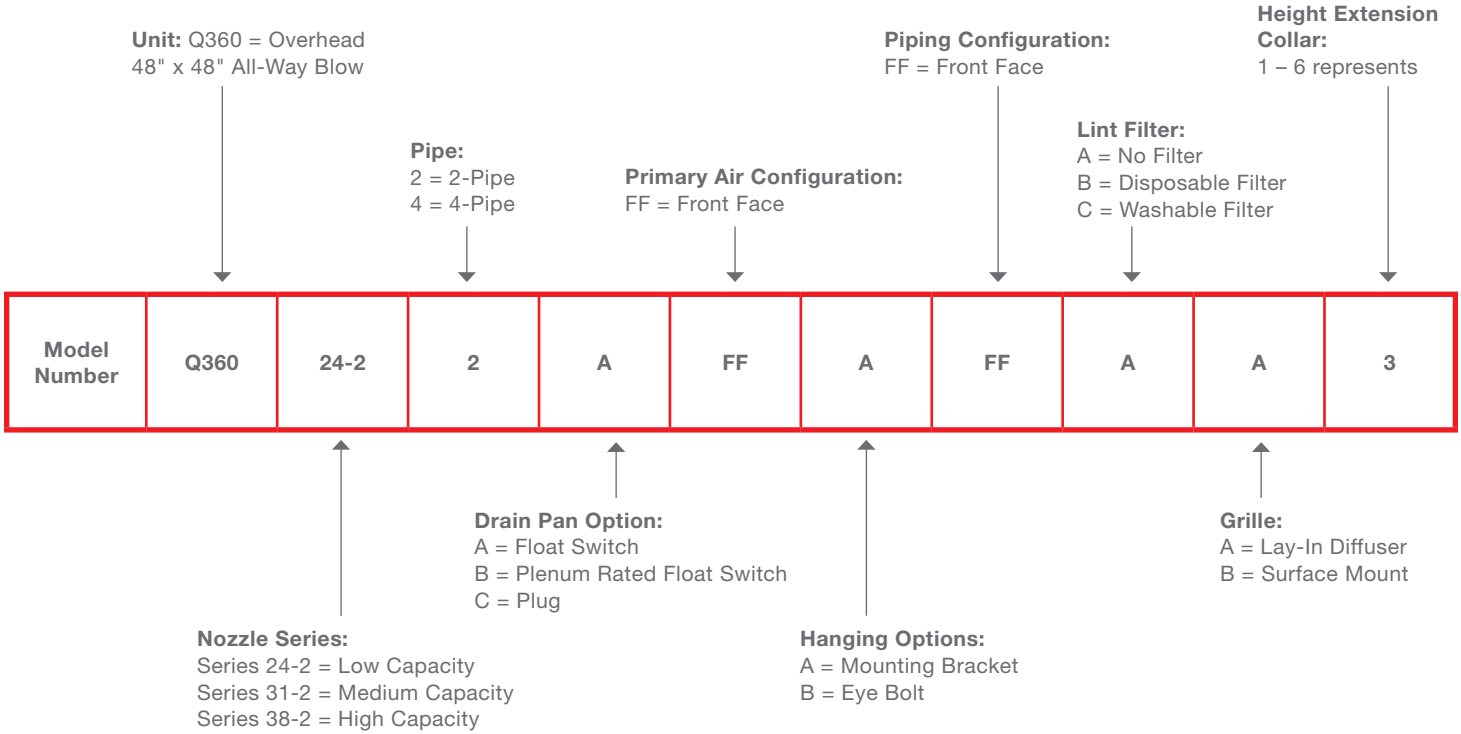 Unit: Q360 = Overhead
48" x 48" All-Way Blow
Pipe:
2 = 2-Pipe
4 = 4-Pipe
Primary Air Configuration:
FF = Front Face
Piping Configuration:
FF = Front Face
Lint Filter:
A = No Filter
B = Disposable Filter
C = Washable Filter
Height Extension
Collar:
1 – 6 represents
Model
Number
Q360
24-2
2
A
FF
A
FF
A
A
3
Nozzle Series:
Series 24-2 = Low Capacity
Series 31-2 = Medium Capacity
Series 38-2 = High Capacity
Drain Pan Option:
A = Float Switch
B = Plenum Rated Float Switch
C = Plug
Hanging Options:
A = Mounting Bracket
B = Eye Bolt
Grille:
A = Lay-In Diffuser
B = Surface Mount